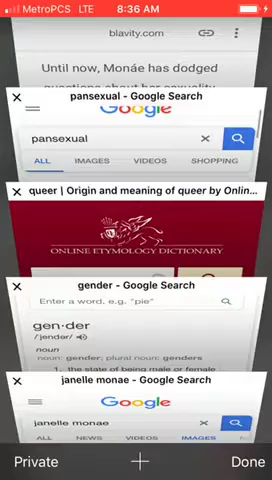 MetroPCS LTE 8:36 AM
blavity.com
Until now, Monáe has dodged
questions about her sexuality
pansexual - Google Search
Google
pansexual
ALL IMAGES VIDEOS SHOPPING
queer | Origin and meaning of queer by Onlin...
ONLINE ETYMOLOGY DICTIONARY
gender - Google Search
Enter a word, e.g. "pie"
gen·der
/ˈjendər/
noun
noun: gender; plural noun: genders
1. the state of being male or female
janelle monae - Google Search
Google
janelle monae
ALL NEWS VIDEOS IMAGES
Private Done